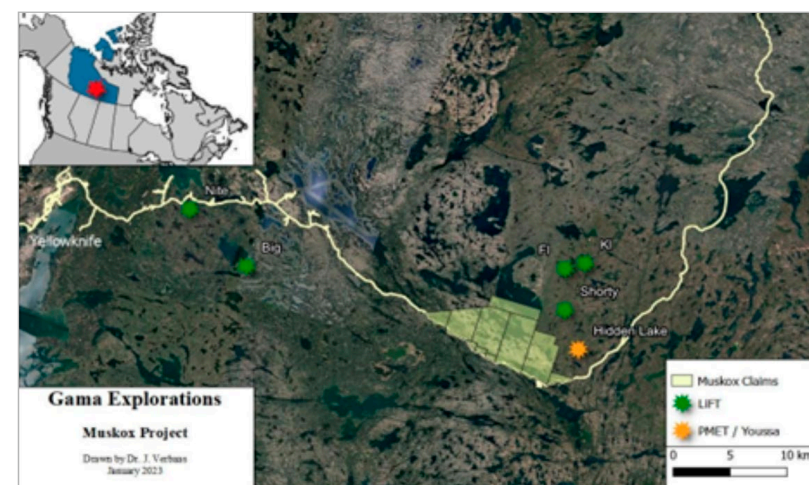 Nite
Yellowknife
Big
FI
KI
Shorty
Hidden Lake
Gama Explorations
Muskox Project
Drawn by Dr. J. Verbaas
January 2023
Muskox Claims
LIFT
PMET / Youssa
0 5 10 km